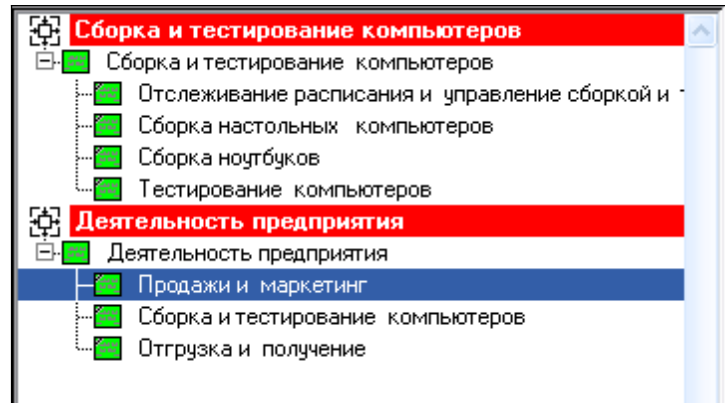 Сборка и тестирование компьютеров
Сборка и тестирование компьютеров
Отслеживание расписания и управление сборкой и
Сборка настольных компьютеров
Сборка ноутбуков
Тестирование компьютеров
Деятельность предприятия
Деятельность предприятия
Продажи и маркетинг
Сборка и тестирование компьютеров
Отгрузка и получение